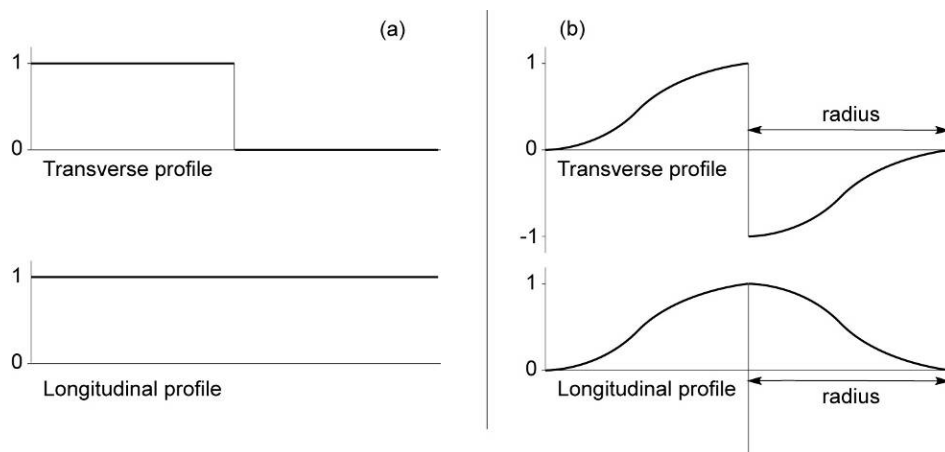 (a)
1
0
Transverse profile
1
0
Longitudinal profile
(b)
1
radius
0
Transverse profile
-1
1
0
Longitudinal profile
radius